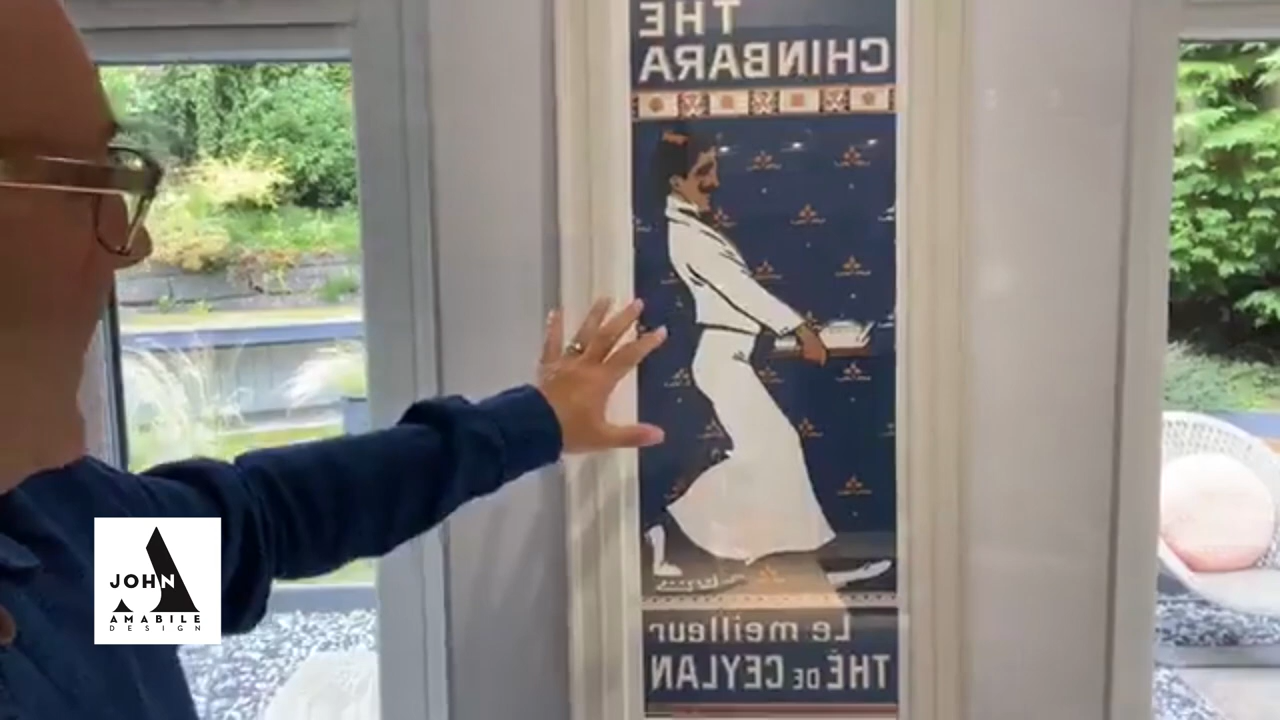 THE
CHINBARA
Le meilleur
THÉ DE CEYLAN
JOHN
AMABILE
DESIGN